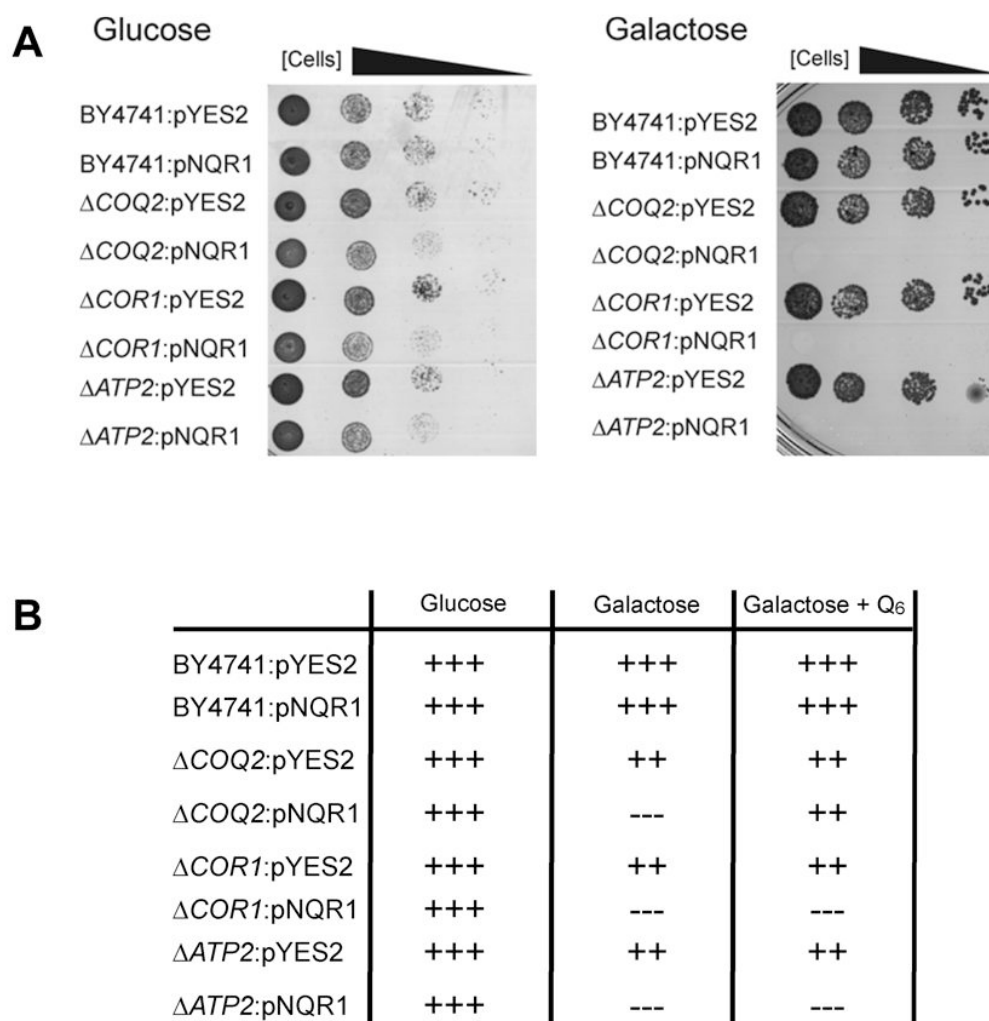 A
Glucose
Galactose
[Cells]
[Cells]
BY4741:pYES2
BY4741:pNQR1
ΔCOQ2:pYES2
ΔCOQ2:pNQR1
ΔCOR1:pYES2
ΔCOR1:pNQR1
ΔATP2:pYES2
ΔATP2:pNQR1
BY4741:pYES2
BY4741:pNQR1
ΔCOQ2:pYES2
ΔCOQ2:pNQR1
ΔCOR1:pYES2
ΔCOR1:pNQR1
ΔATP2:pYES2
ΔATP2:pNQR1
B
Glucose Galactose Galactose + Q₆
BY4741:pYES2 +++ +++ +++
BY4741:pNQR1 +++ +++ +++
ΔCOQ2:pYES2 +++ ++ ++
ΔCOQ2:pNQR1 +++ --- ++
ΔCOR1:pYES2 +++ ++ ++
ΔCOR1:pNQR1 +++ --- ---
ΔATP2:pYES2 +++ ++ ++
ΔATP2:pNQR1 +++ --- ---